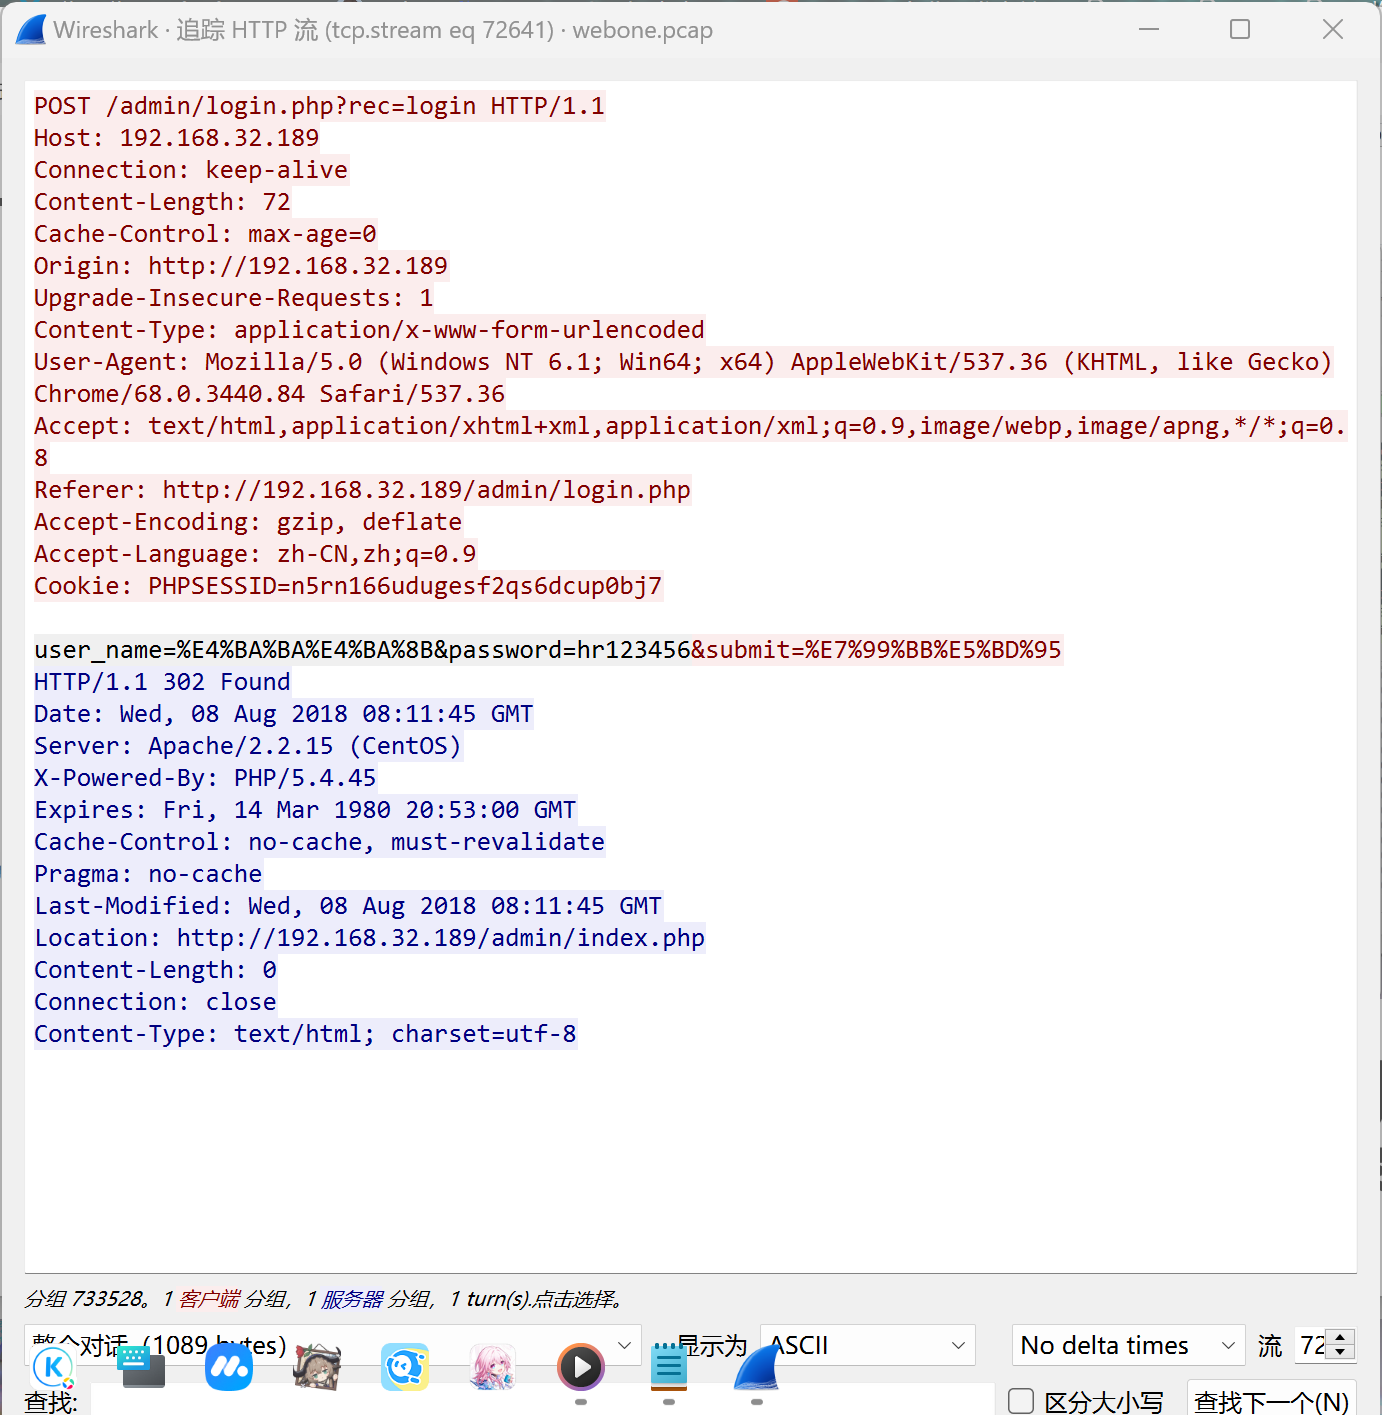 Wireshark · 追踪 HTTP 流 (tcp.stream eq 72641) · webone.pcap
POST /admin/login.php?rec=login HTTP/1.1
Host: 192.168.32.189
Connection: keep-alive
Content-Length: 72
Cache-Control: max-age=0
Origin: http://192.168.32.189
Upgrade-Insecure-Requests: 1
Content-Type: application/x-www-form-urlencoded
User-Agent: Mozilla/5.0 (Windows NT 6.1; Win64; x64) AppleWebKit/537.36 (KHTML, like Gecko)
Chrome/68.0.3440.84 Safari/537.36
Accept: text/html,application/xhtml+xml,application/xml;q=0.9,image/webp,image/apng,*/*;q=0.
8
Referer: http://192.168.32.189/admin/login.php
Accept-Encoding: gzip, deflate
Accept-Language: zh-CN,zh;q=0.9
Cookie: PHPSESSID=n5rn166udugesf2qs6dcup0bj7
user_name=%E4%BA%BA%E4%BA%8B&password=hr123456&submit=%E7%99%BB%E5%BD%95
HTTP/1.1 302 Found
Date: Wed, 08 Aug 2018 08:11:45 GMT
Server: Apache/2.2.15 (CentOS)
X-Powered-By: PHP/5.4.45
Expires: Fri, 14 Mar 1980 20:53:00 GMT
Cache-Control: no-cache, must-revalidate
Pragma: no-cache
Last-Modified: Wed, 08 Aug 2018 08:11:45 GMT
Location: http://192.168.32.189/admin/index.php
Content-Length: 0
Connection: close
Content-Type: text/html; charset=utf-8
分组 733528。1 客户端 分组，1 服务器 分组，1 turn(s).点击选择。
整个对话 (1089 bytes) 显示为 ASCII No delta times 流 72
查找: 区分大小写 查找下一个(N)